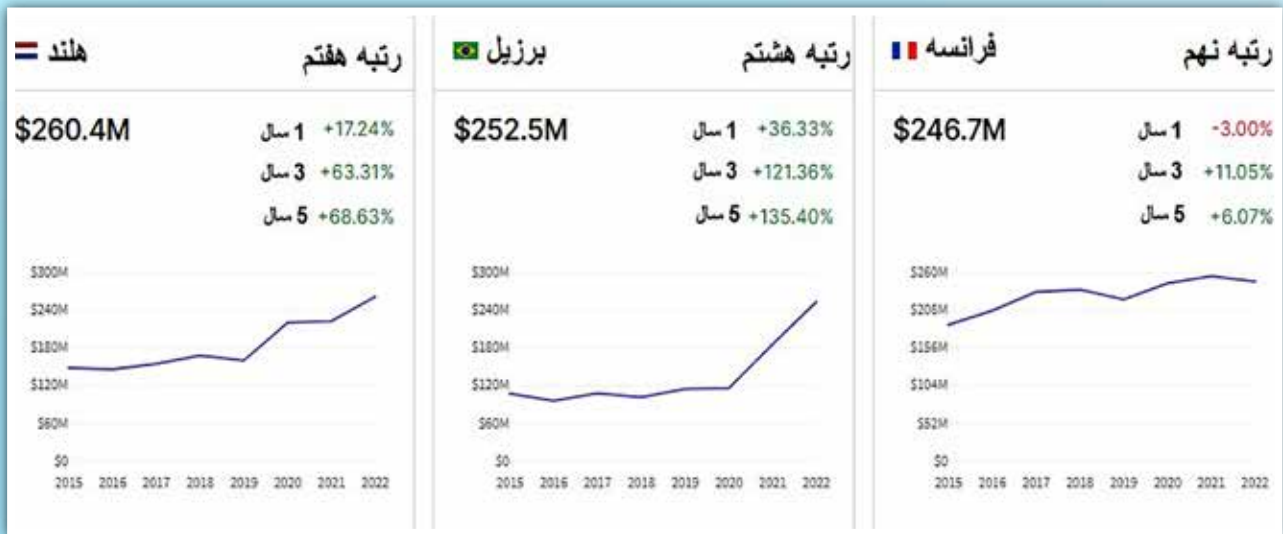 رتبه نهم فرانسه
$246.7M 1 سال -3.00%
3 سال +11.05%
5 سال +6.07%
$260M
$208M
$156M
$104M
$52M
$0
2015 2016 2017 2018 2019 2020 2021 2022
رتبه هشتم برزیل
$252.5M 1 سال +36.33%
3 سال +121.36%
5 سال +135.40%
$300M
$240M
$180M
$120M
$60M
$0
2015 2016 2017 2018 2019 2020 2021 2022
رتبه هفتم هلند
$260.4M 1 سال +17.24%
3 سال +63.31%
5 سال +68.63%
$300M
$240M
$180M
$120M
$60M
$0
2015 2016 2017 2018 2019 2020 2021 2022